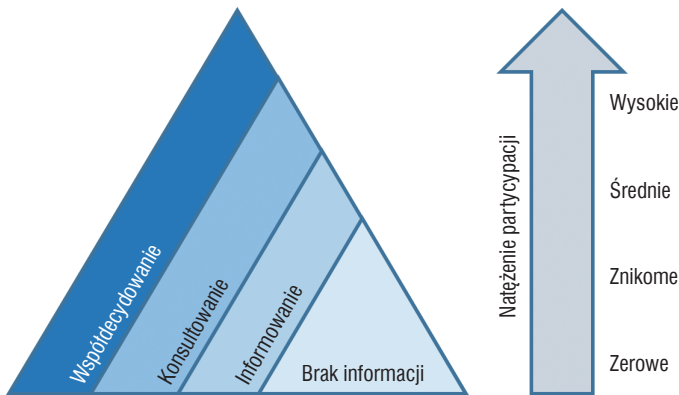 Współdecydowanie
Konsultowanie
Informowanie
Brak informacji
Natężenie partycypacji
Wysokie
Średnie
Znikome
Zerowe